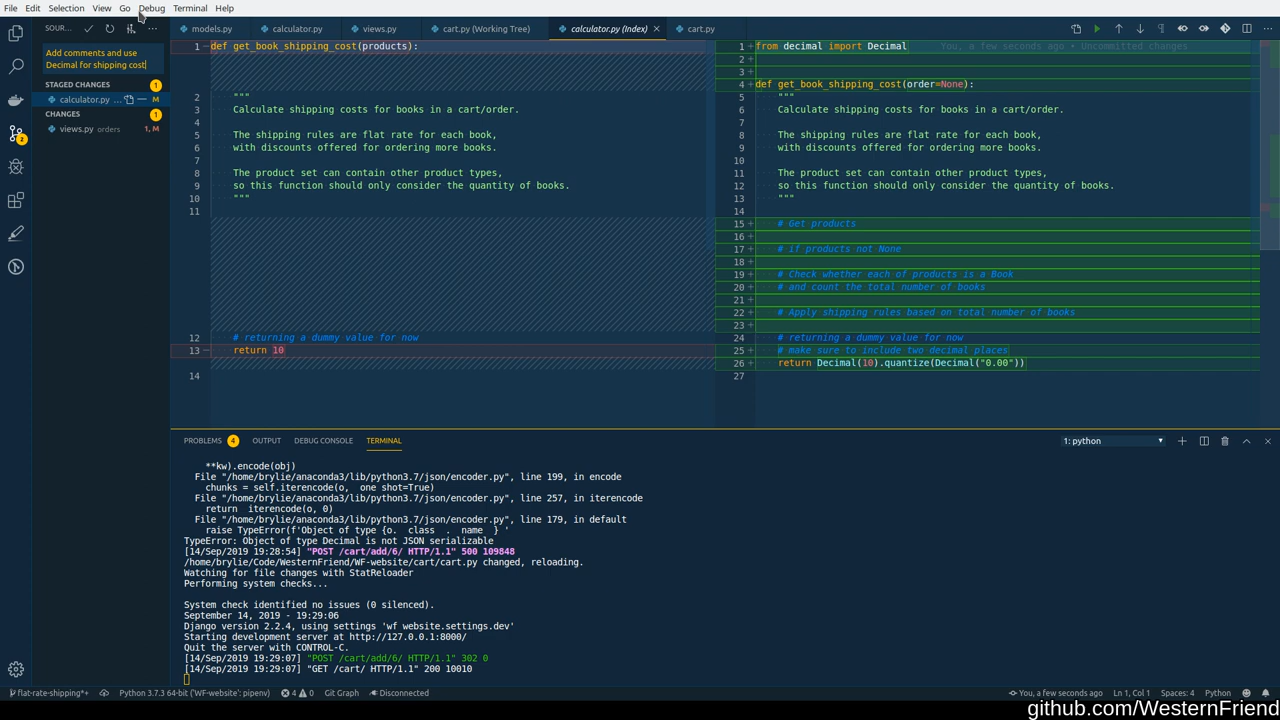 File Edit Selection View Go Debug Terminal Help
SOUR...
models.py calculator.py views.py cart.py (Working Tree) calculator.py (Index) cart.py
Add comments and use
Decimal for shipping cost
STAGED CHANGES 1
calculator.py ... M
CHANGES 1
views.py orders 1, M
2
1 def get_book_shipping_cost(products):
2 """
3 Calculate shipping costs for books in a cart/order.
4
5 The shipping rules are flat rate for each book,
6 with discounts offered for ordering more books.
7
8 The product set can contain other product types,
9 so this function should only consider the quantity of books.
10 """
11
12 # returning a dummy value for now
13 return 10
14
1+ from decimal import Decimal You, a few seconds ago • Uncommitted changes
2+
3+
4+ def get_book_shipping_cost(order=None):
5 """
6 Calculate shipping costs for books in a cart/order.
7
8 The shipping rules are flat rate for each book,
9 with discounts offered for ordering more books.
10
11 The product set can contain other product types,
12 so this function should only consider the quantity of books.
13 """
14
15+ # Get products
16+
17+ # if products not None
18+
19+ # Check whether each of products is a Book
20+ # and count the total number of books
21+
22+ # Apply shipping rules based on total number of books
23+
24 # returning a dummy value for now
25+ # make sure to include two decimal places
26+ return Decimal(10).quantize(Decimal("0.00"))
27
PROBLEMS 4 OUTPUT DEBUG CONSOLE TERMINAL 1: python
**kw).encode(obj)
File "/home/brylie/anaconda3/lib/python3.7/json/encoder.py", line 199, in encode
chunks = self.iterencode(o, one shot=True)
File "/home/brylie/anaconda3/lib/python3.7/json/encoder.py", line 257, in iterencode
return iterencode(o, 0)
File "/home/brylie/anaconda3/lib/python3.7/json/encoder.py", line 179, in default
raise TypeError(f'Object of type {o. class . name } '
TypeError: Object of type Decimal is not JSON serializable
[14/Sep/2019 19:28:54] "POST /cart/add/6/ HTTP/1.1" 500 109848
/home/brylie/Code/WesternFriend/WF-website/cart/cart.py changed, reloading.
Watching for file changes with StatReloader
Performing system checks...
System check identified no issues (0 silenced).
September 14, 2019 - 19:29:06
Django version 2.2.4, using settings 'wf website.settings.dev'
Starting development server at http://127.0.0.1:8000/
Quit the server with CONTROL-C.
[14/Sep/2019 19:29:07] "POST /cart/add/6/ HTTP/1.1" 302 0
[14/Sep/2019 19:29:07] "GET /cart/ HTTP/1.1" 200 10010
flat-rate-shipping*+ Python 3.7.3 64-bit ('WF-website': pipenv) 4 0 Git Graph Disconnected You, a few seconds ago Ln 1, Col 1 Spaces: 4 Python
github.com/WesternFriend